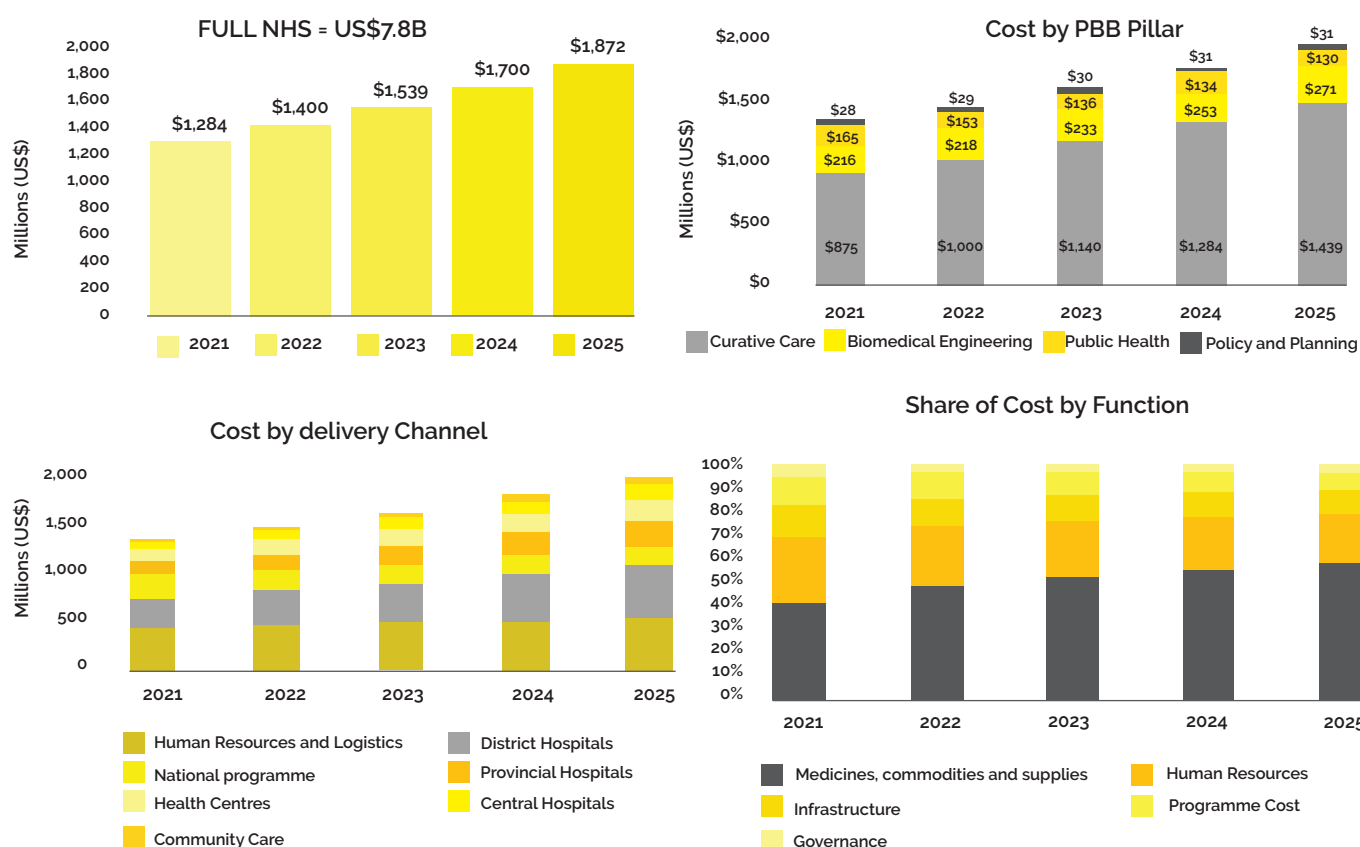 FULL NHS = US$7.8B
Millions (US$)
2,000
1,800
1,600
1,400
1,200
1,000
800
600
400
200
0
$1,284
$1,400
$1,539
$1,700
$1,872
2021
2022
2023
2024
2025
Cost by PBB Pillar
Millions (US$)
$2,000
$1,500
$1,000
$500
$0
$28
$165
$216
$875
$29
$153
$218
$1,000
$30
$136
$233
$1,140
$31
$134
$253
$1,284
$31
$130
$271
$1,439
2021 2022 2023 2024 2025
Curative Care Biomedical Engineering Public Health Policy and Planning
Cost by delivery Channel
Millions (US$)
2,000
1,500
1,000
500
0
2021 2022 2023 2024 2025
Human Resources and Logistics
National programme
Health Centres
Community Care
District Hospitals
Provincial Hospitals
Central Hospitals
Share of Cost by Function
100%
90%
80%
70%
60%
50%
40%
30%
20%
10%
0%
2021 2022 2023 2024 2025
Medicines, commodities and supplies
Infrastructure
Governance
Human Resources
Programme Cost